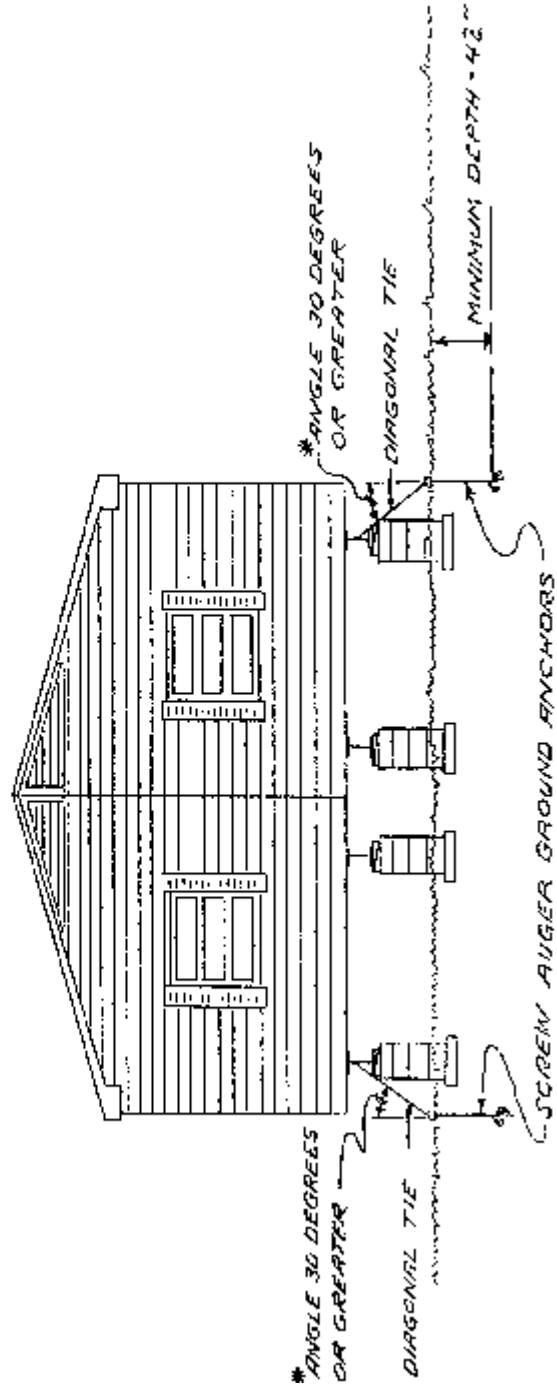 *ANGLE 30 DEGREES
OR GREATER
DIAGONAL TIE
*ANGLE 30 DEGREES
OR GREATER
DIAGONAL TIE
MINIMUM DEPTH - 42"
SCREW AUGER GROUND ANCHORS